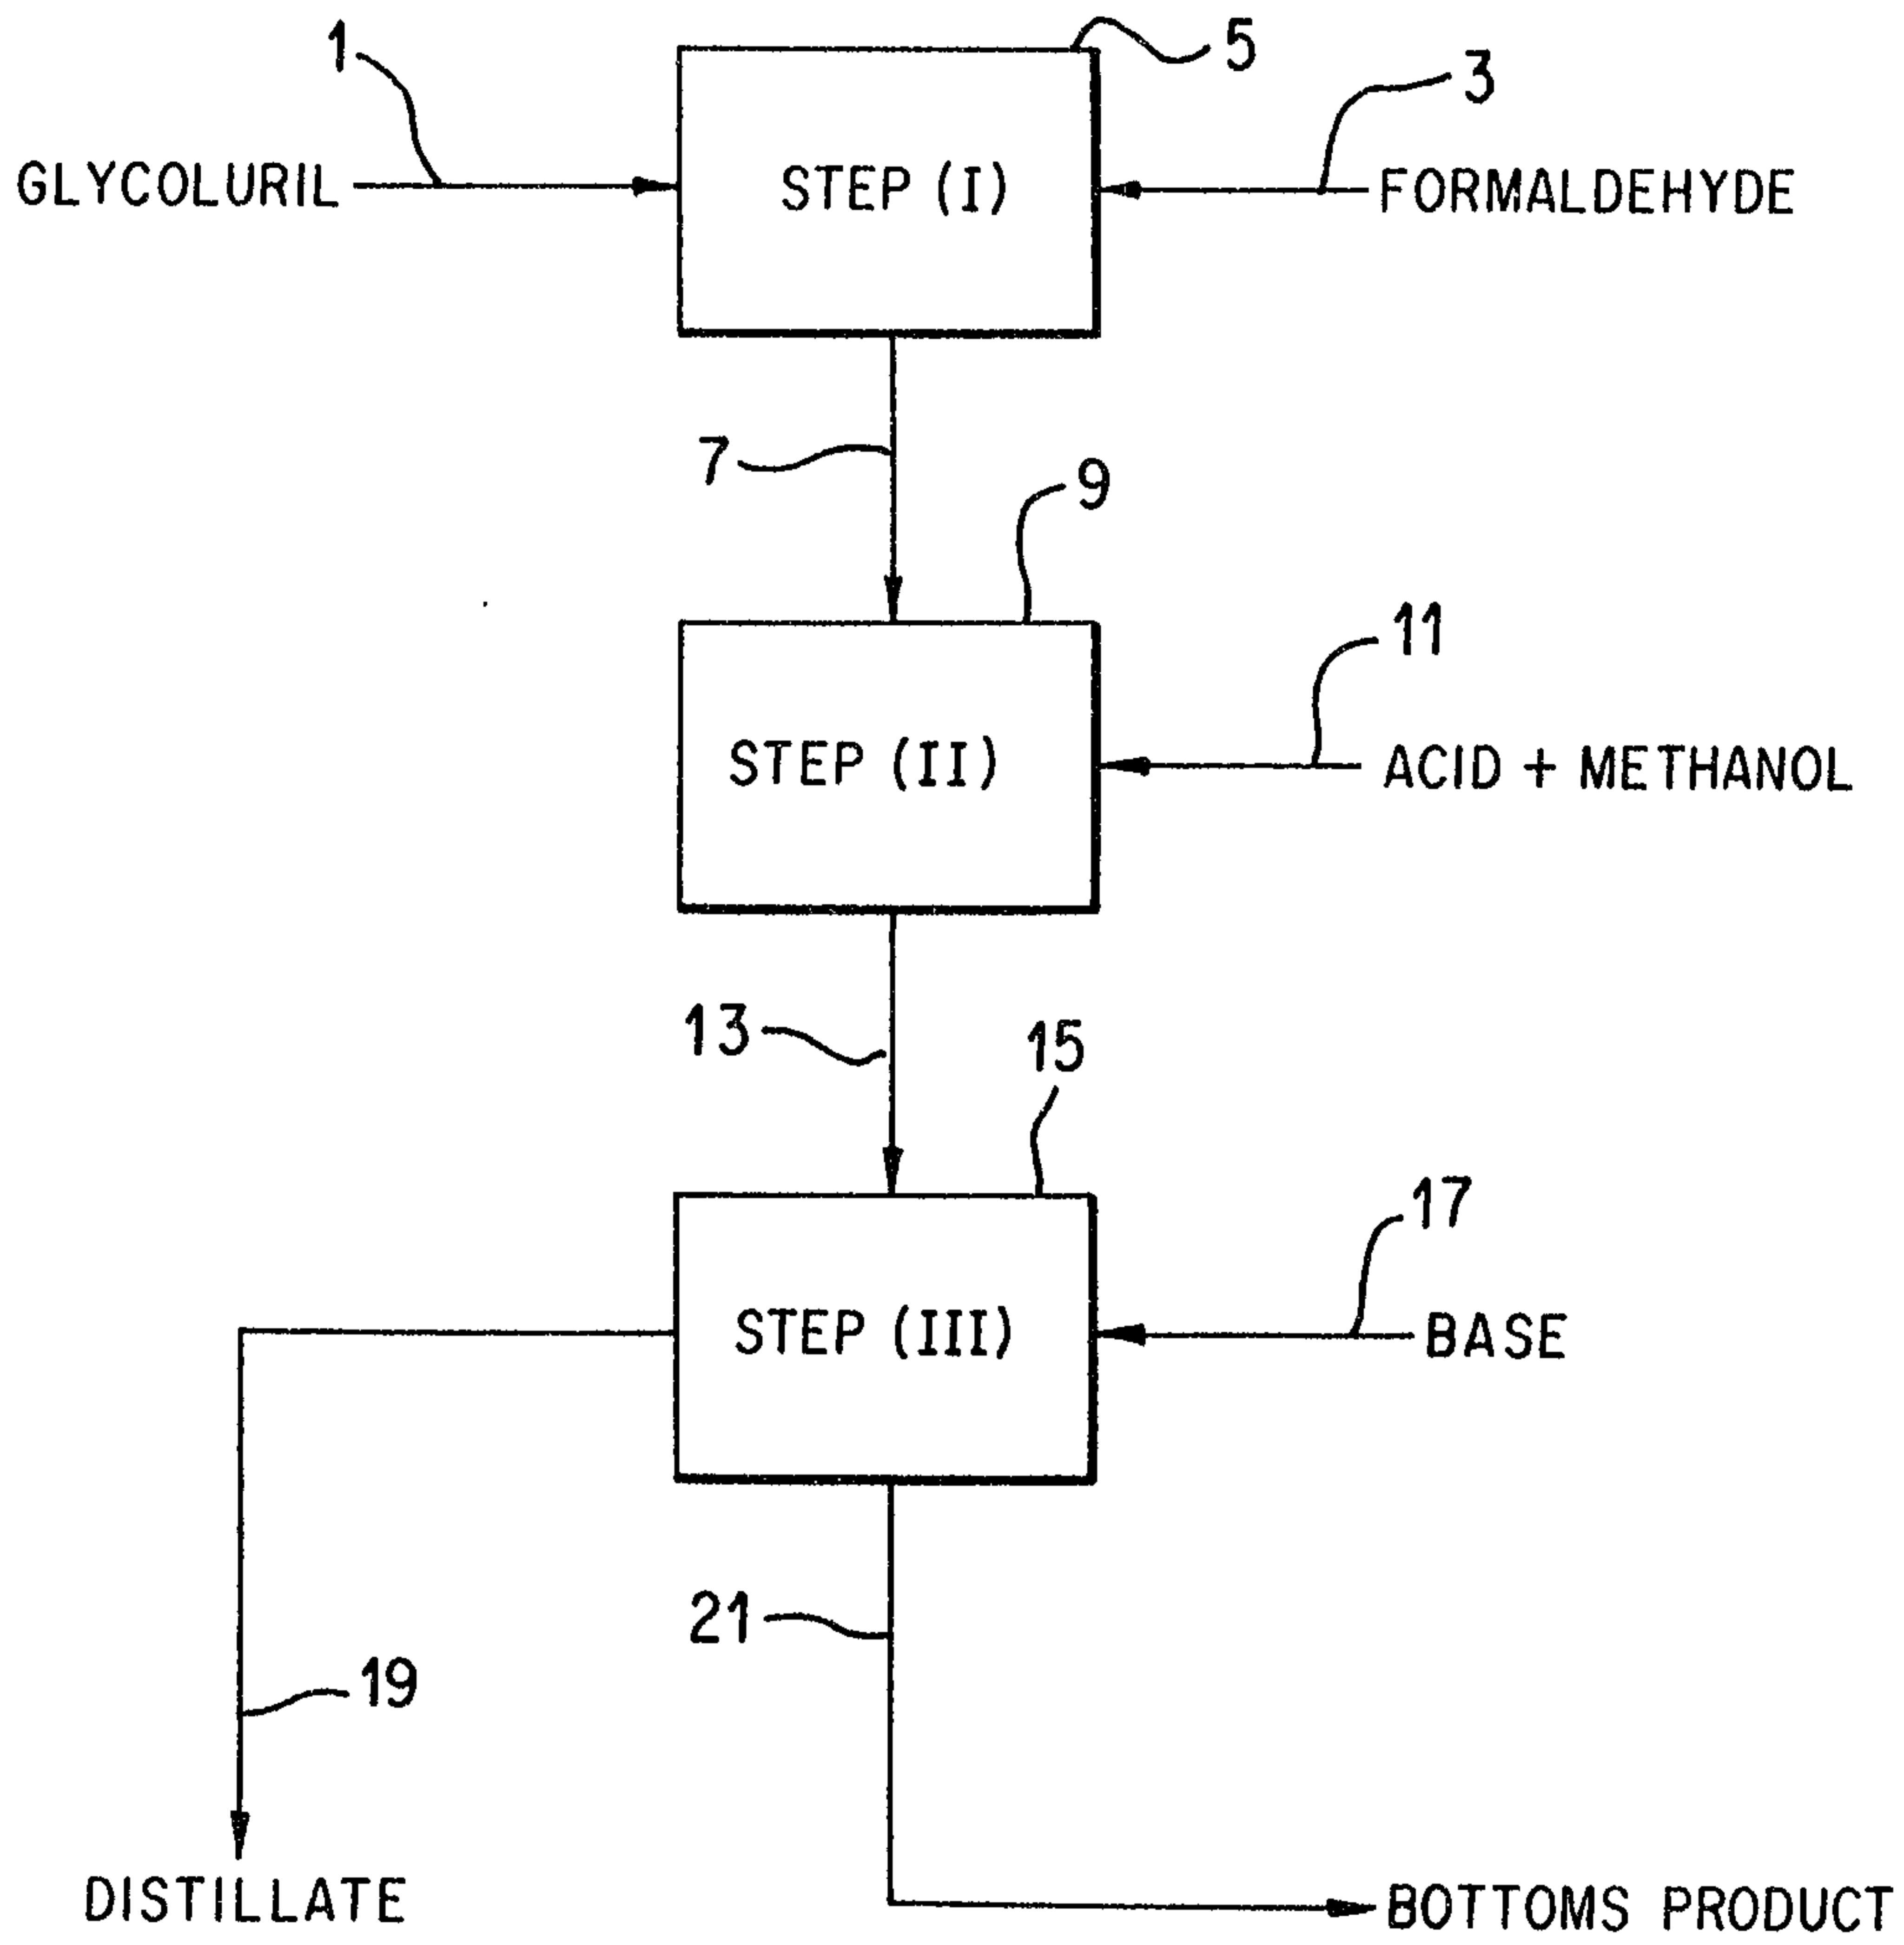 1
5
3
GLYCOLURIL
STEP (I)
FORMALDEHYDE
7
9
11
STEP (II)
ACID + METHANOL
13
15
17
STEP (III)
BASE
21
19
DISTILLATE
BOTTOMS PRODUCT